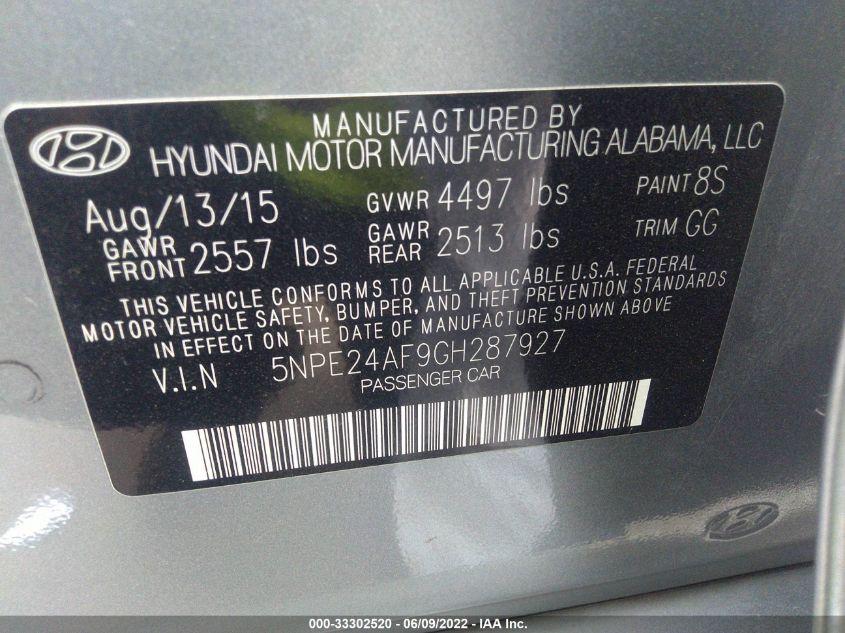 MANUFACTURED BY
HYUNDAI MOTOR MANUFACTURING ALABAMA, LLC
Aug/13/15 GVWR 4497 lbs PAINT 8S
GAWR FRONT 2557 lbs GAWR REAR 2513 lbs TRIM GG
THIS VEHICLE CONFORMS TO ALL APPLICABLE U.S.A. FEDERAL
MOTOR VEHICLE SAFETY, BUMPER, AND THEFT PREVENTION STANDARDS
IN EFFECT ON THE DATE OF MANUFACTURE SHOWN ABOVE
V.I.N 5NPE24AF9GH287927
PASSENGER CAR
000-33302520 - 06/09/2022 - IAA Inc.